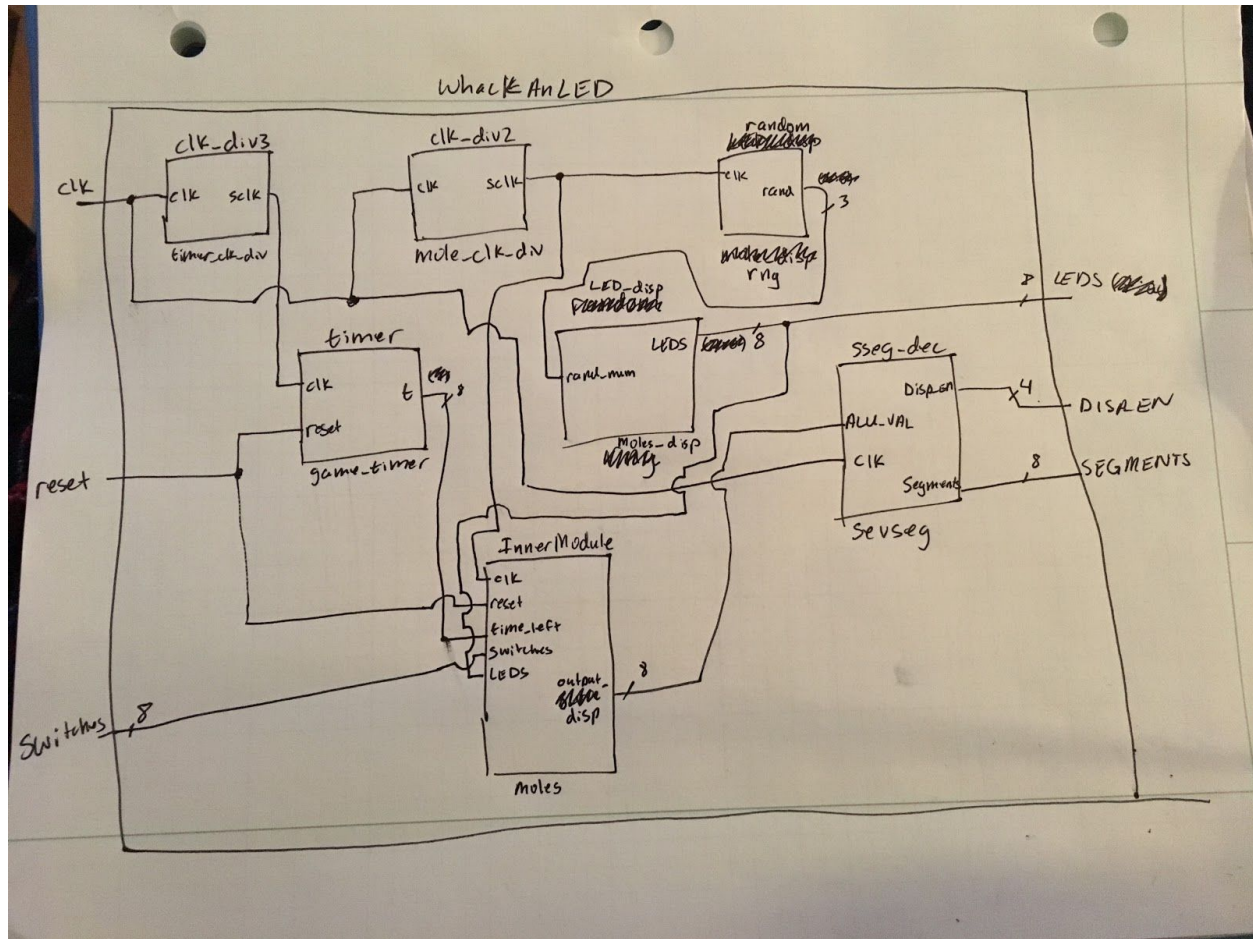 WhackAnLED
clk_div3
clk
sclk
timer_clk_div
clk_div2
clk
sclk
mole_clk_div
random
clk
rand
3
rng
clk
LED_disp
LEDS
8
rand_num
Moles_disp
8
LEDS
timer
clk
t
8
reset
game_timer
sseg_dec
DISP_EN
4
ALU_VAL
CLK
Segments
8
sevseg
DISP_EN
SEGMENTS
reset
InnerModule
clk
reset
time_left
switches
LEDS
output_
disp
8
moles
Switches
8